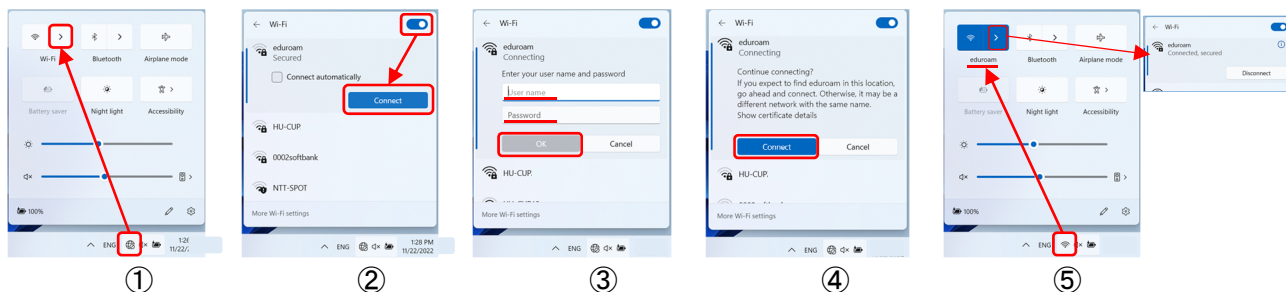 Wi-Fi
Bluetooth
Airplane mode
Battery saver
Night light
Accessibility
100%
ENG
11/22/
①
Wi-Fi
eduroam
Secured
Connect automatically
Connect
HU-CUP
0002softbank
NTT-SPOT
More Wi-Fi settings
ENG
1:28 PM
11/22/2022
②
Wi-Fi
eduroam
Connecting
Enter your user name and password
User name
Password
OK
Cancel
HU-CUP.
More Wi-Fi settings
ENG
③
Wi-Fi
eduroam
Connecting
Continue connecting?
If you expect to find eduroam in this location,
go ahead and connect. Otherwise, it may be a
different network with the same name.
Show certificate details
Connect
Cancel
HU-CUP.
More Wi-Fi settings
ENG
④
eduroam
Bluetooth
Airplane mode
Battery saver
Night light
Accessibility
100%
ENG
⑤
Wi-Fi
eduroam
Connected, secured
Disconnect